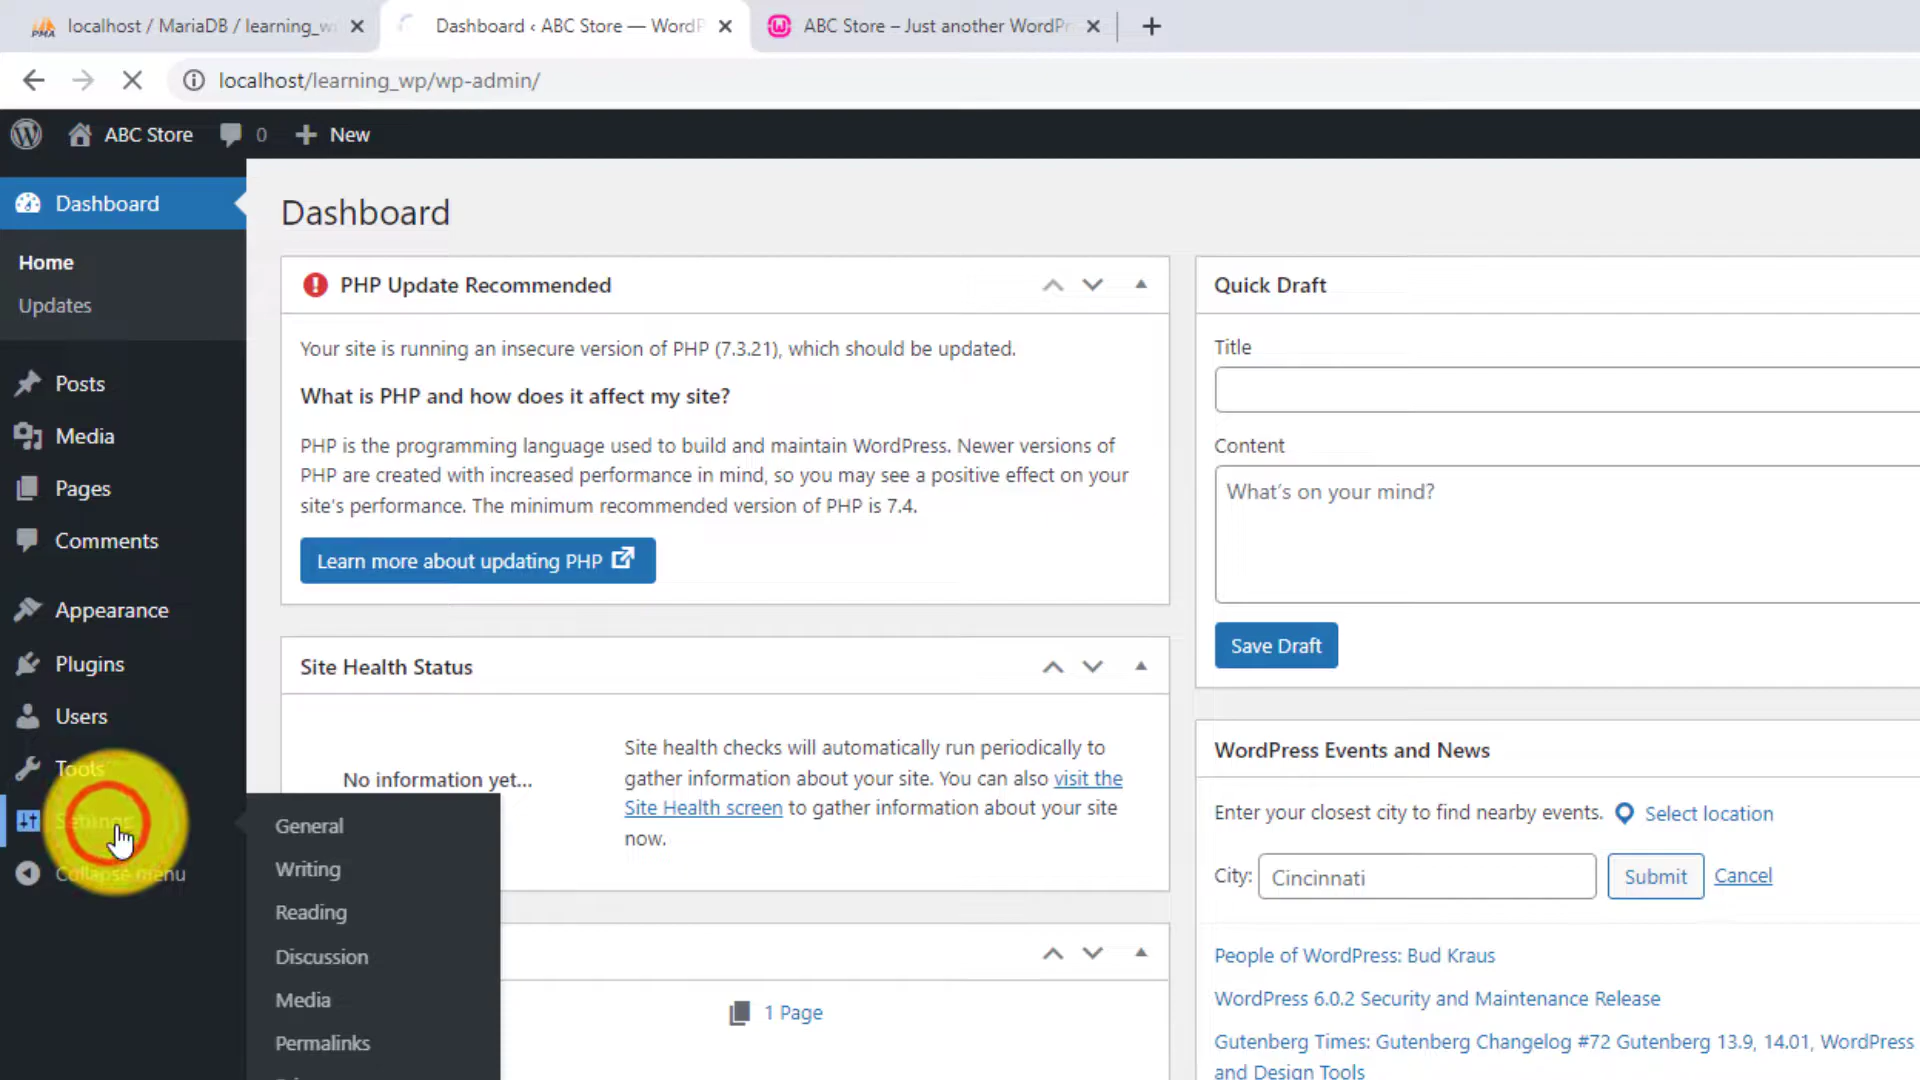 localhost / MariaDB / learning_w
Dashboard ‹ ABC Store — WordP
ABC Store – Just another WordPr
localhost/learning_wp/wp-admin/
ABC Store
0
New
Dashboard
Home
Updates
Posts
Media
Pages
Comments
Appearance
Plugins
Users
Tools
Settings
Collapse menu
General
Writing
Reading
Discussion
Media
Permalinks
Dashboard
PHP Update Recommended
Your site is running an insecure version of PHP (7.3.21), which should be updated.
What is PHP and how does it affect my site?
PHP is the programming language used to build and maintain WordPress. Newer versions of
PHP are created with increased performance in mind, so you may see a positive effect on your
site's performance. The minimum recommended version of PHP is 7.4.
Learn more about updating PHP
Site Health Status
No information yet...
Site health checks will automatically run periodically to
gather information about your site. You can also visit the
Site Health screen to gather information about your site
now.
1 Page
Quick Draft
Title
Content
What's on your mind?
Save Draft
WordPress Events and News
Enter your closest city to find nearby events. Select location
City: Cincinnati Submit Cancel
People of WordPress: Bud Kraus
WordPress 6.0.2 Security and Maintenance Release
Gutenberg Times: Gutenberg Changelog #72 Gutenberg 13.9, 14.01, WordPress
and Design Tools